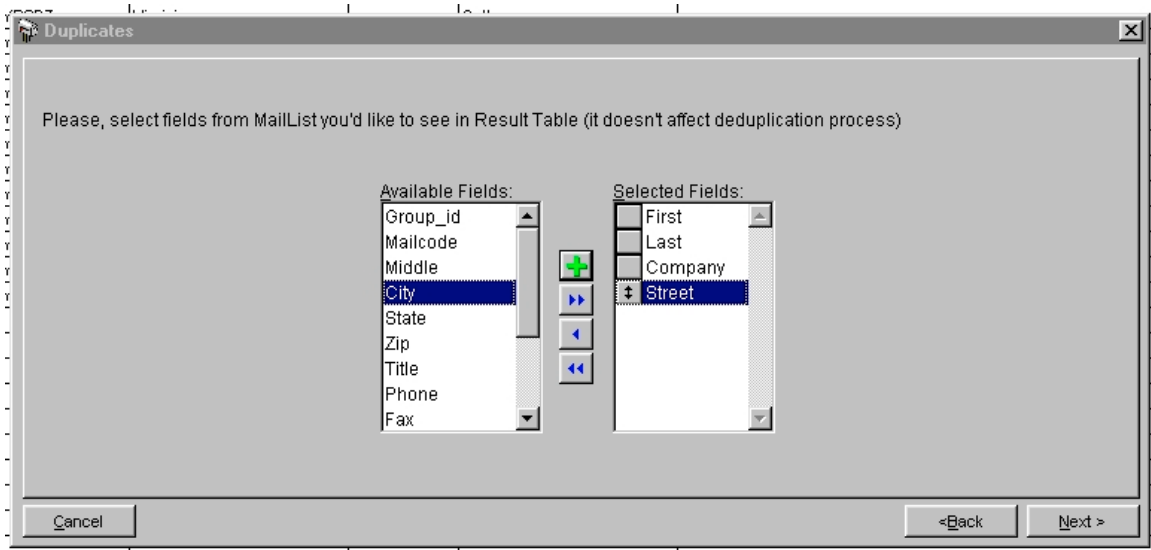 Duplicates
Please, select fields from MailList you'd like to see in Result Table (it doesn't affect deduplication process)
Available Fields:
Group_id
Mailcode
Middle
City
State
Zip
Title
Phone
Fax
Selected Fields:
First
Last
Company
Street
Cancel
<Back
Next >